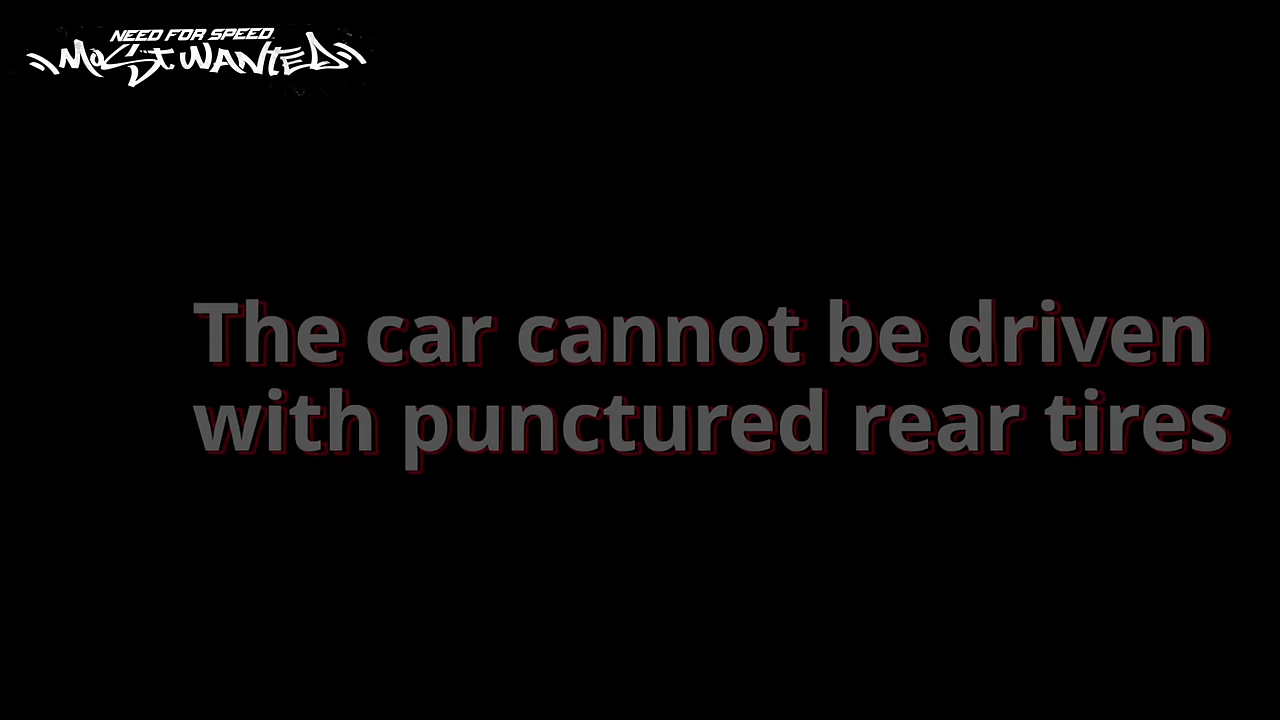 NEED FOR SPEED
MOST WANTED
The car cannot be driven
with punctured rear tires